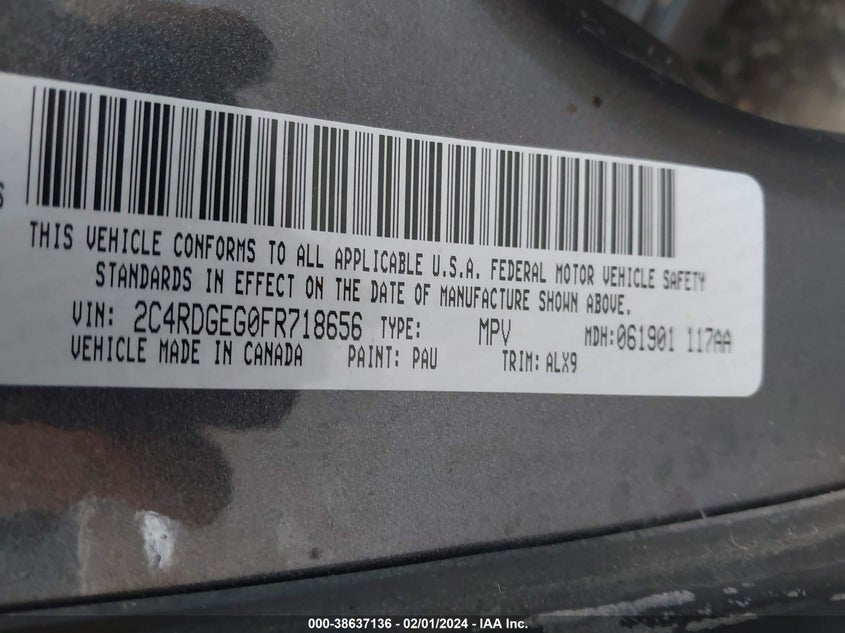 THIS VEHICLE CONFORMS TO ALL APPLICABLE U.S.A. FEDERAL MOTOR VEHICLE SAFETY
STANDARDS IN EFFECT ON THE DATE OF MANUFACTURE SHOWN ABOVE.
VIN: 2C4RDGEG0FR718656 TYPE: MPV MDH:061901 117AA
VEHICLE MADE IN CANADA PAINT: PAU TRIM: ALX9
000-38637136 - 02/01/2024 - IAA Inc.